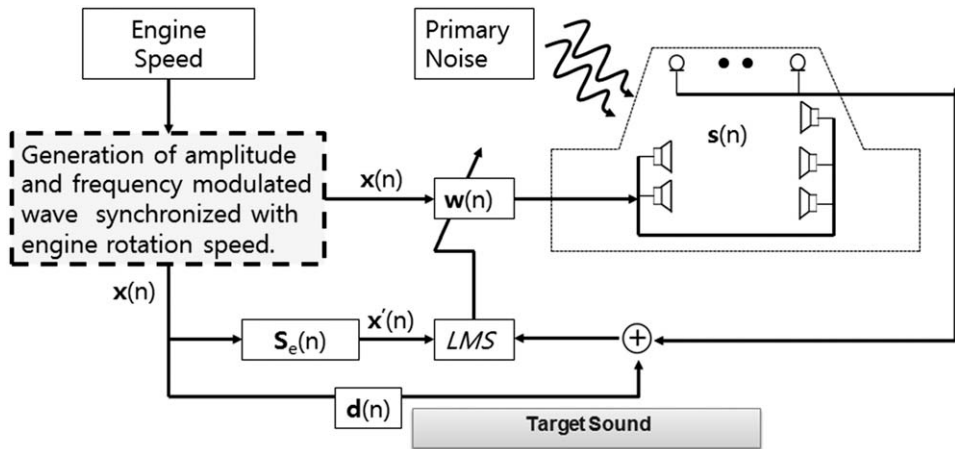 Engine
Speed
Primary
Noise
Generation of amplitude
and frequency modulated
wave synchronized with
engine rotation speed.
x(n)
w(n)
s(n)
x(n)
Se(n)
x'(n)
LMS
+
d(n)
Target Sound